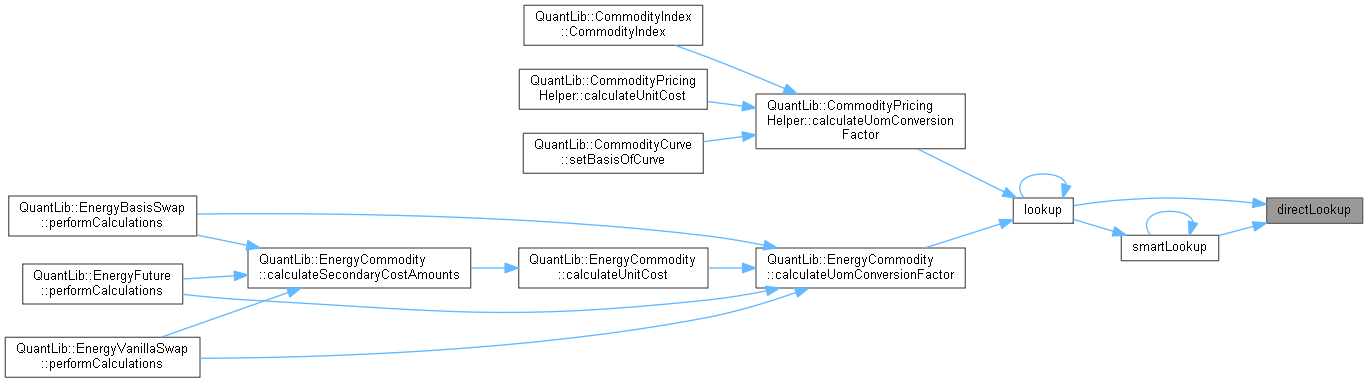 QuantLib::CommodityIndex
::CommodityIndex
QuantLib::CommodityPricing
Helper::calculateUnitCost
QuantLib::CommodityPricing
Helper::calculateUomConversion
Factor
QuantLib::CommodityCurve
::setBasisOfCurve
lookup
directLookup
smartLookup
QuantLib::EnergyBasisSwap
::performCalculations
QuantLib::EnergyCommodity
::calculateSecondaryCostAmounts
QuantLib::EnergyCommodity
::calculateUnitCost
QuantLib::EnergyCommodity
::calculateUomConversionFactor
QuantLib::EnergyFuture
::performCalculations
QuantLib::EnergyVanillaSwap
::performCalculations